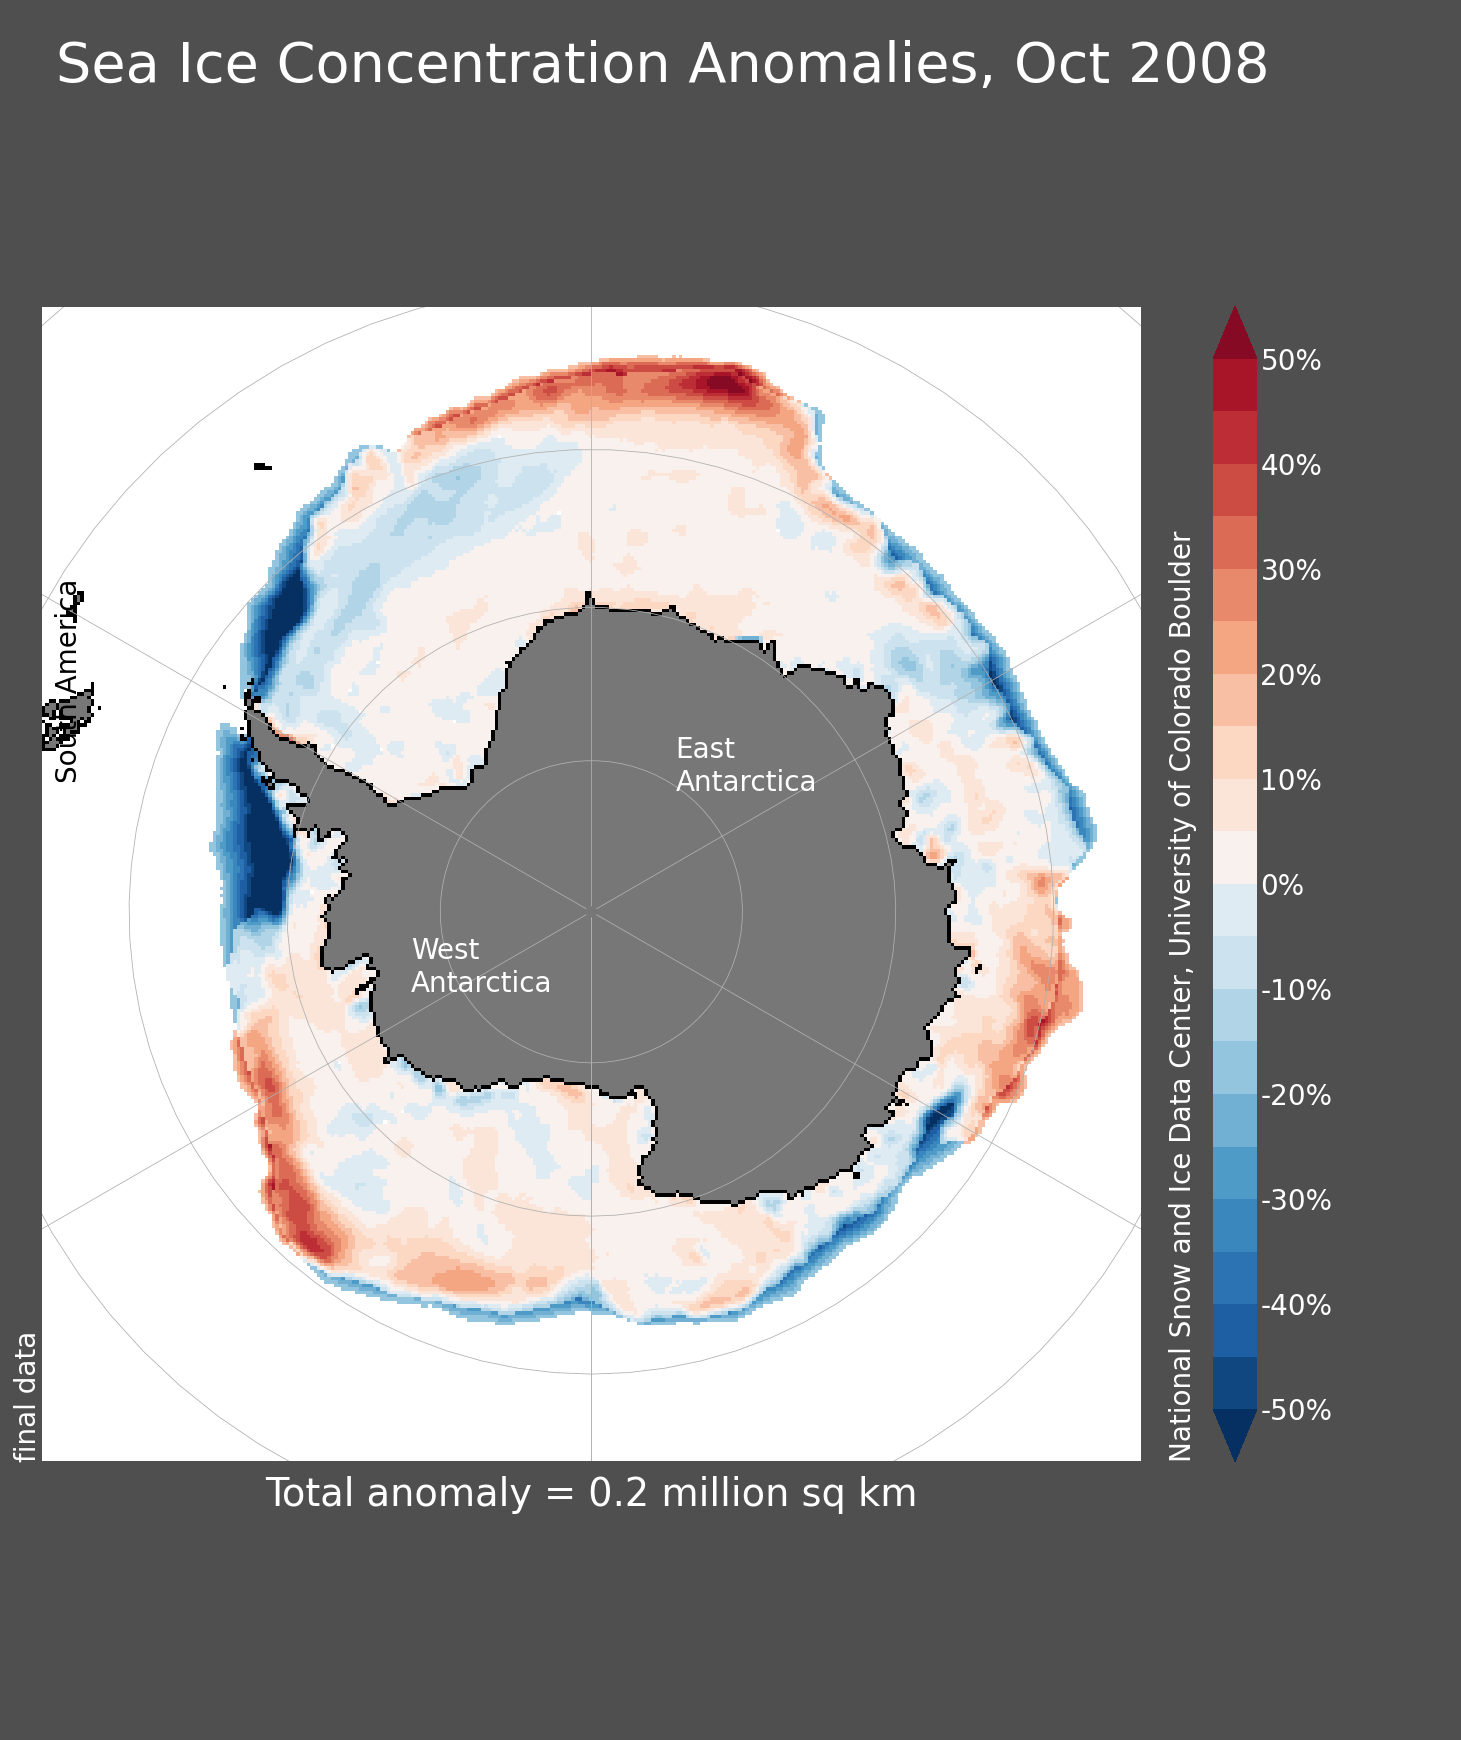 Sea Ice Concentration Anomalies, Oct 2008
South America
East
Antarctica
West
Antarctica
final data
National Snow and Ice Data Center, University of Colorado Boulder
50%
40%
30%
20%
10%
0%
-10%
-20%
-30%
-40%
-50%
Total anomaly = 0.2 million sq km